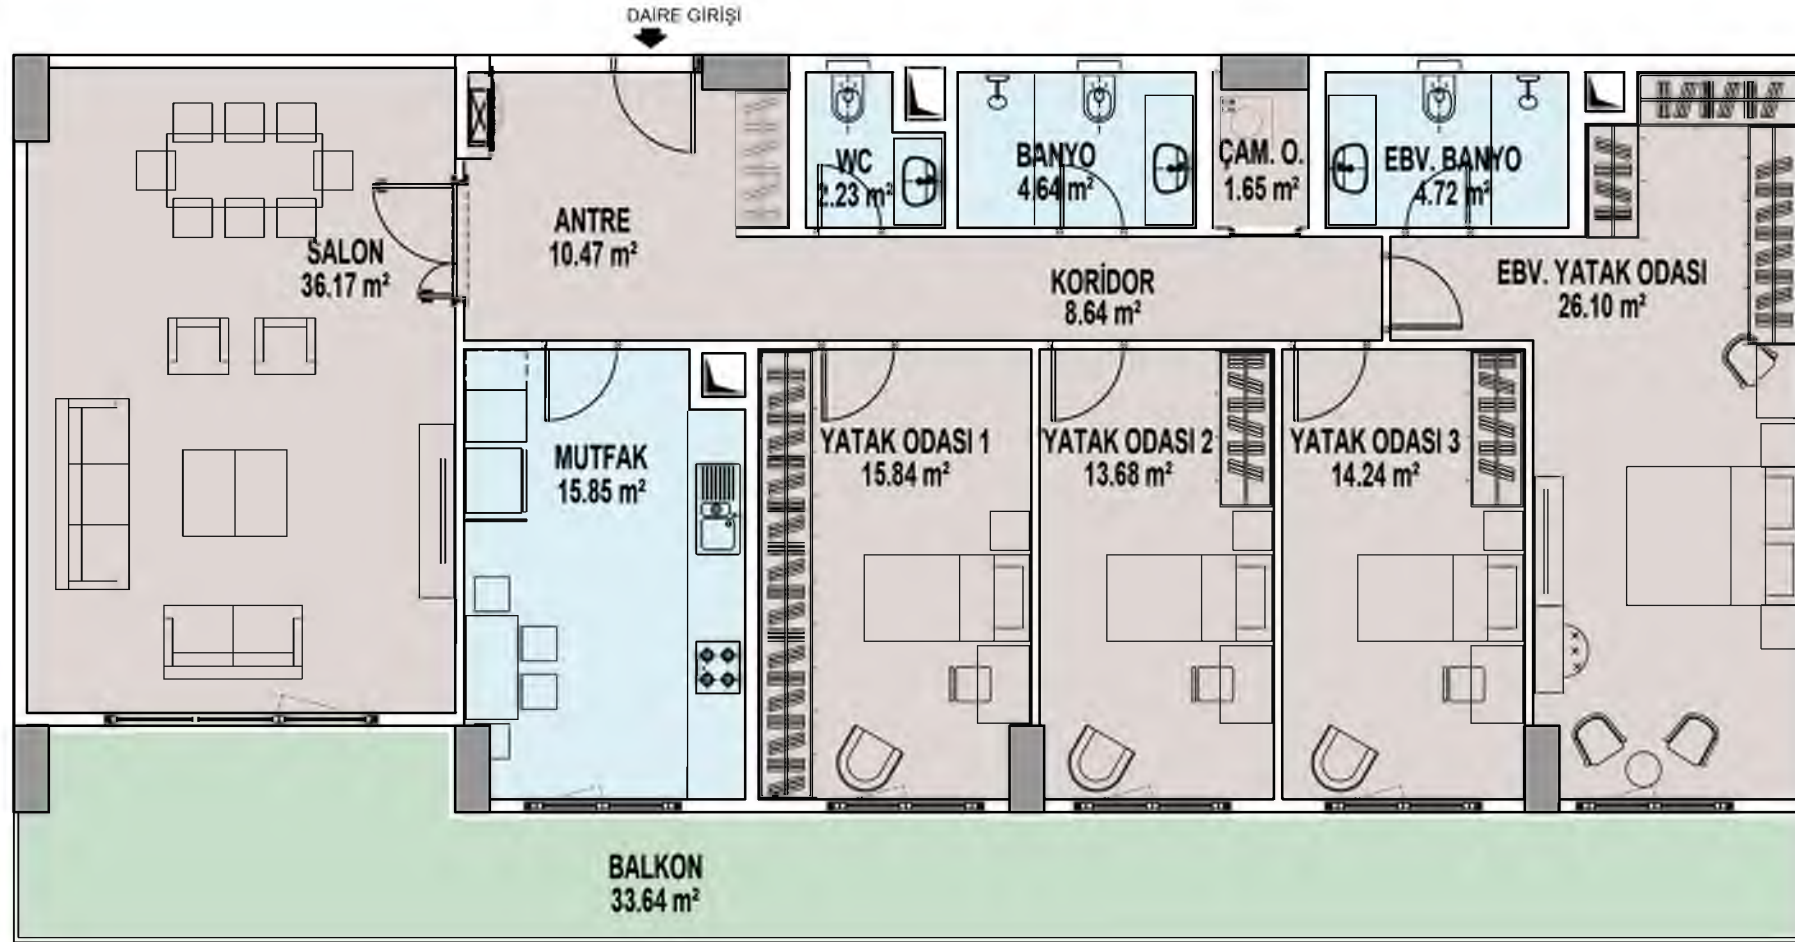 DAİRE GİRİŞİ
SALON
36.17 m²
ANTRE
10.47 m²
WC
2.23 m²
BANYO
4.64 m²
ÇAM. O.
1.65 m²
EBV. BANYO
4.72 m²
KORİDOR
8.64 m²
EBV. YATAK ODASI
26.10 m²
MUTFAK
15.85 m²
YATAK ODASI 1
15.84 m²
YATAK ODASI 2
13.68 m²
YATAK ODASI 3
14.24 m²
BALKON
33.64 m²